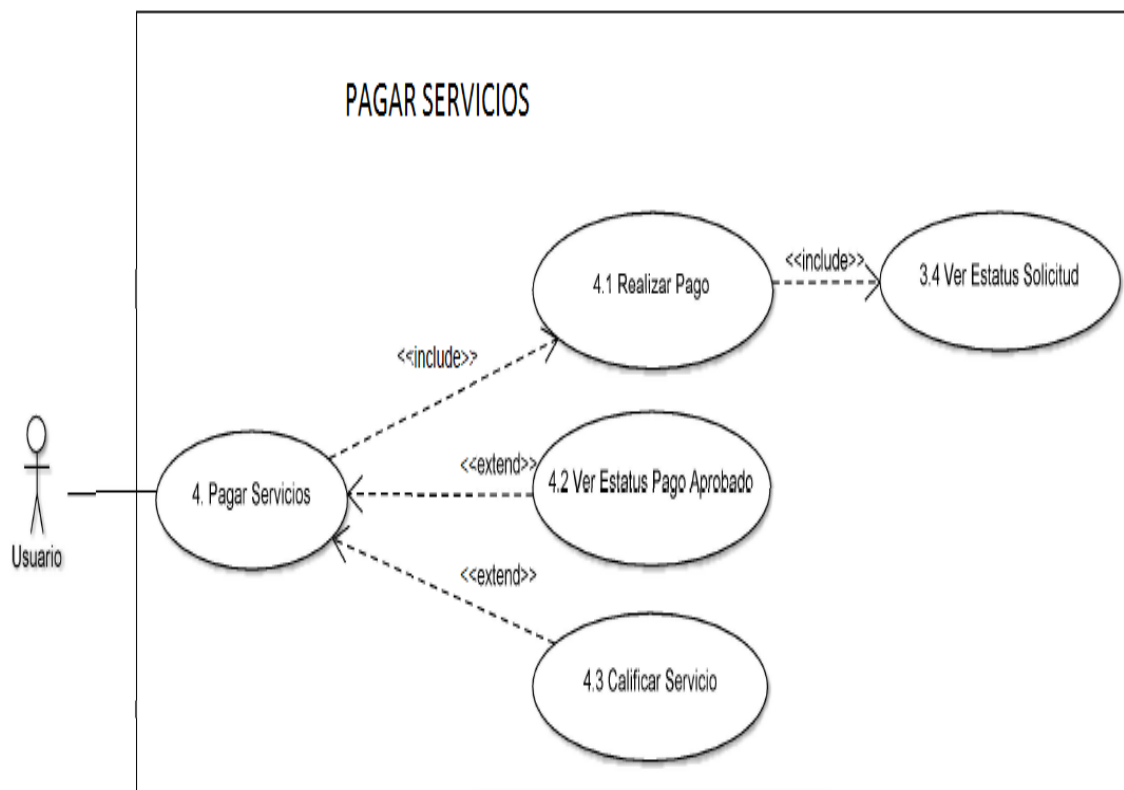 PAGAR SERVICIOS
4.1 Realizar Pago
<<include>>
3.4 Ver Estatus Solicitud
<<include>>
<<extend>>
4.2 Ver Estatus Pago Aprobado
4. Pagar Servicios
Usuario
<<extend>>
4.3 Calificar Servicio